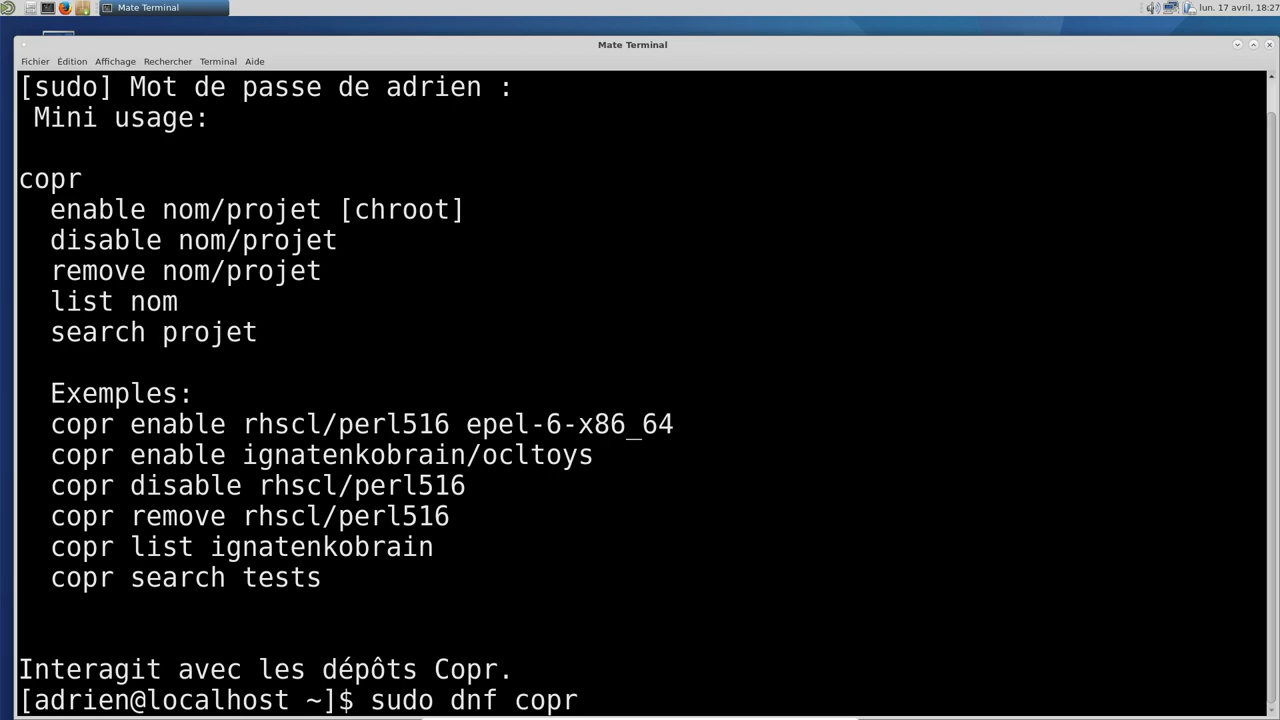 Mate Terminal
lun. 17 avril, 18:27
Mate Terminal
Fichier Édition Affichage Rechercher Terminal Aide
[sudo] Mot de passe de adrien :
Mini usage:
copr
enable nom/projet [chroot]
disable nom/projet
remove nom/projet
list nom
search projet
Exemples:
copr enable rhscl/perl516 epel-6-x86_64
copr enable ignatenkobrain/ocltoys
copr disable rhscl/perl516
copr remove rhscl/perl516
copr list ignatenkobrain
copr search tests
Interagit avec les dépôts Copr.
[adrien@localhost ~]$ sudo dnf copr